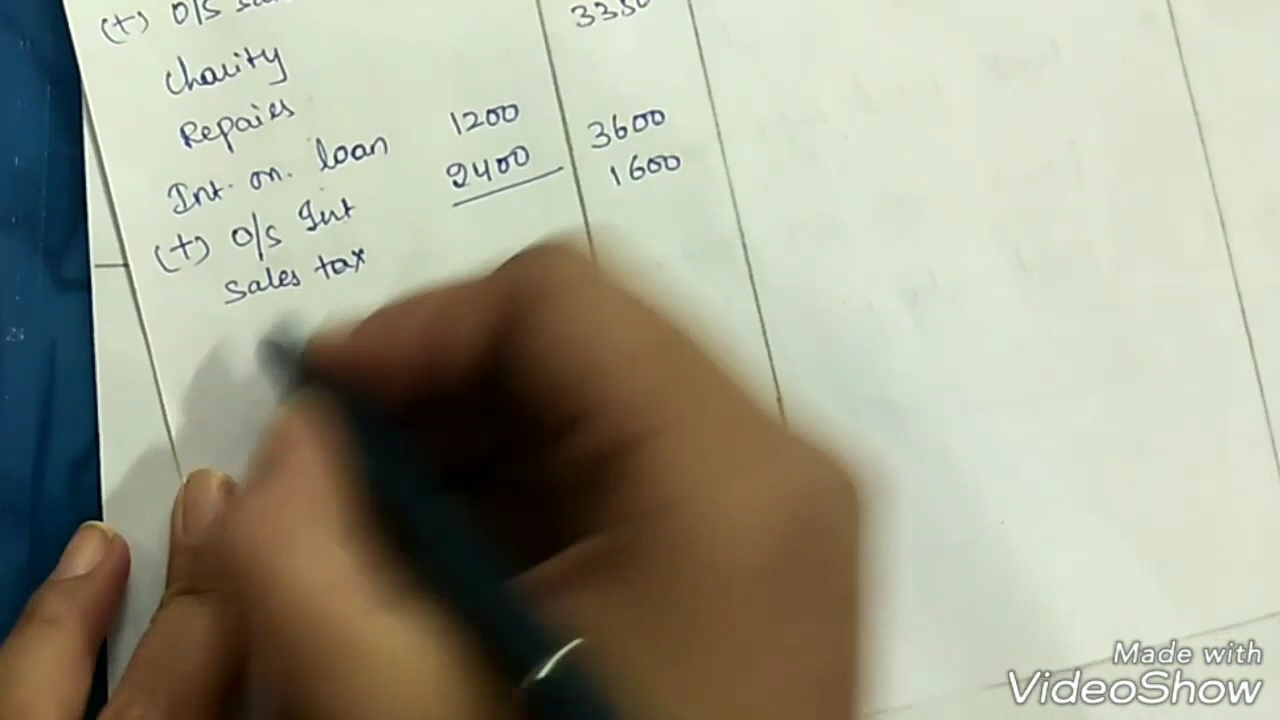 (+) O/S
3350
Charity
Repairs
Int. on. loan 1200
(+) O/S Int 2400 3600
Sales tax 1600
Made with
VideoShow